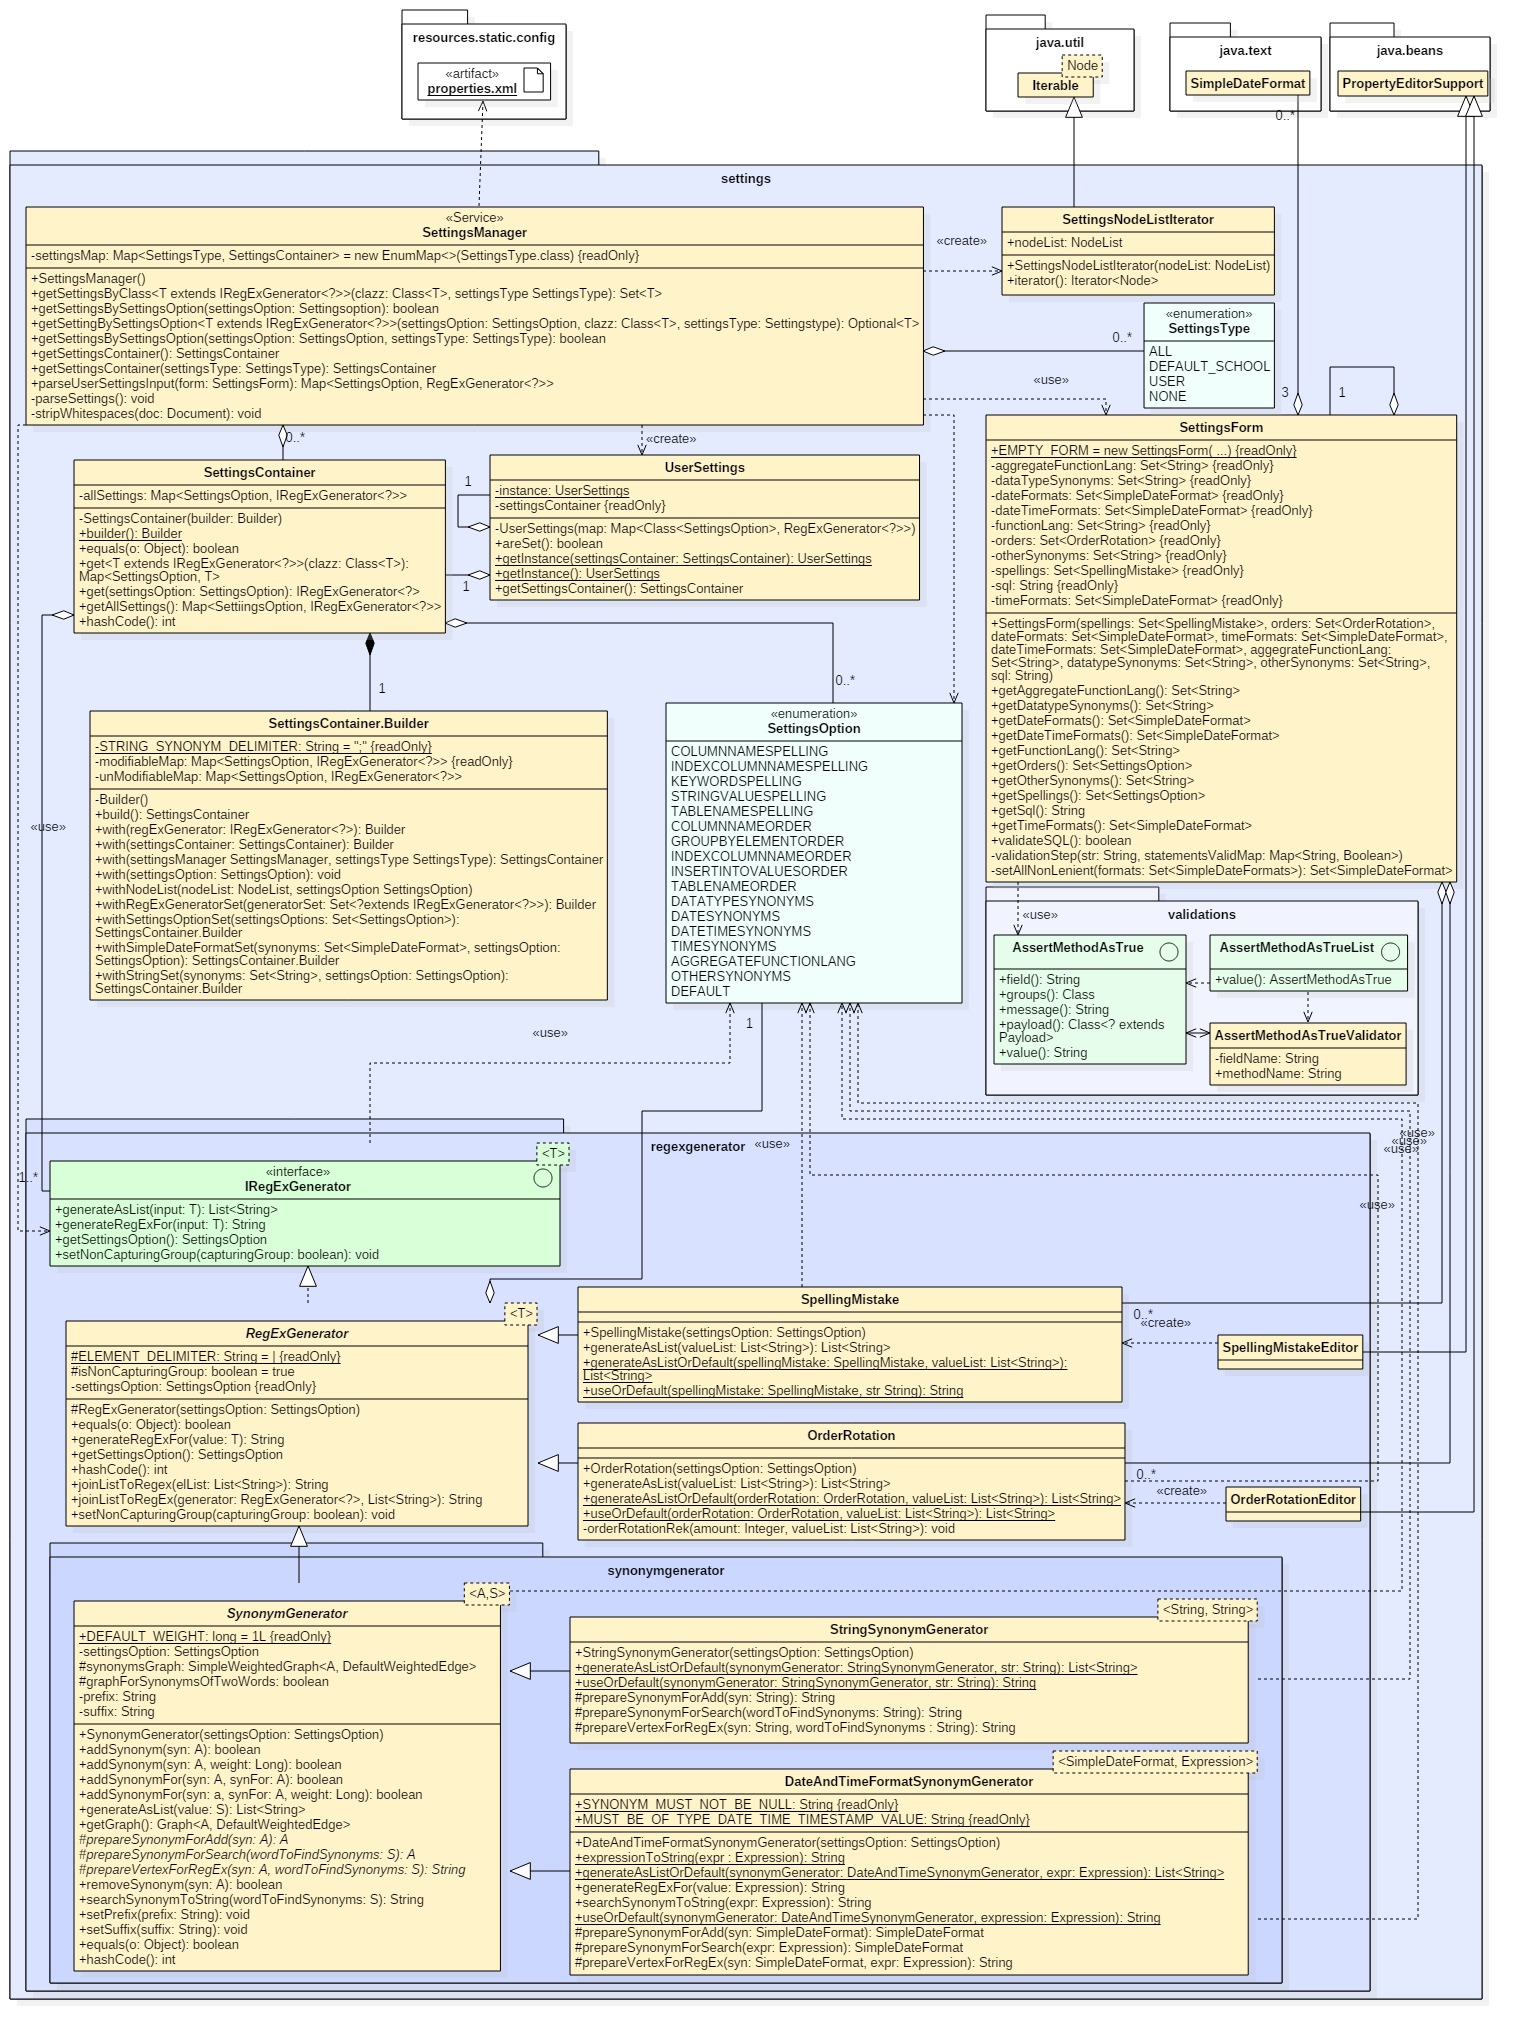 resources.static.config
«artifact»
properties.xml
java.util
Node
Iterable
java.text
SimpleDateFormat
0..*
java.beans
PropertyEditorSupport
settings
«Service»
SettingsManager
-settingsMap: Map<SettingsType, SettingsContainer> = new EnumMap<>(SettingsType.class) {readOnly}
+SettingsManager()
+getSettingsByClass<T extends IRegExGenerator<?>>(clazz: Class<T>, settingsType SettingsType): Set<T>
+getSettingsBySettingsOption(settingsOption: Settingsoption): boolean
+getSettingBySettingsOption<T extends IRegExGenerator<?>>(settingsOption: SettingsOption, clazz: Class<T>, settingsType: Settingstype): Optional<T>
+getSettingsBySettingsOption(settingsOption: SettingsOption, settingsType: SettingsType): boolean
+getSettingsContainer(): SettingsContainer
+getSettingsContainer(settingsType: SettingsType): SettingsContainer
+parseUserSettingsInput(form: SettingsForm): Map<SettingsOption, RegExGenerator<?>>
-parseSettings(): void
-stripWhitespaces(doc: Document): void
«create»
SettingsNodeListIterator
+nodeList: NodeList
+SettingsNodeListIterator(nodeList: NodeList)
+iterator(): Iterator<Node>
«enumeration»
SettingsType
ALL
DEFAULT_SCHOOL
USER
NONE
0..*
«use»
3
1
0..*
«create»
SettingsContainer
-allSettings: Map<SettingsOption, IRegExGenerator<?>>
-SettingsContainer(builder: Builder)
+builder(): Builder
+equals(o: Object): boolean
+get<T extends IRegExGenerator<?>>(clazz: Class<T>):
Map<SettingsOption, T>
+get(settingsOption: SettingsOption): IRegExGenerator<?>
+getAllSettings(): Map<SettiingsOption, IRegExGenerator<?>>
+hashCode(): int
1
1
UserSettings
-instance: UserSettings
-settingsContainer {readOnly}
-UserSettings(map: Map<Class<SettingsOption>, RegExGenerator<?>>)
+areSet(): boolean
+getInstance(settingsContainer: SettingsContainer): UserSettings
+getInstance(): UserSettings
+getSettingsContainer(): SettingsContainer
SettingsForm
+EMPTY_FORM = new SettingsForm( ...) {readOnly}
-aggregateFunctionLang: Set<String> {readOnly}
-dataTypeSynonyms: Set<String> {readOnly}
-dateFormats: Set<SimpleDateFormat> {readOnly}
-dateTimeFormats: Set<SimpleDateFormat> {readOnly}
-functionLang: Set<String> {readOnly}
-orders: Set<OrderRotation> {readOnly}
-otherSynonyms: Set<String> {readOnly}
-spellings: Set<SpellingMistake> {readOnly}
-sql: String {readOnly}
-timeFormats: Set<SimpleDateFormat> {readOnly}
+SettingsForm(spellings: Set<SpellingMistake>, orders: Set<OrderRotation>,
dateFormats: Set<SimpleDateFormat>, timeFormats: Set<SimpleDateFormat>,
dateTimeFormats: Set<SimpleDateFormat>, aggegrateFunctionLang:
Set<String>, datatypeSynonyms: Set<String>, otherSynonyms: Set<String>,
sql: String)
+getAggregateFunctionLang(): Set<String>
+getDatatypeSynonyms(): Set<String>
+getDateFormats(): Set<SimpleDateFormat>
+getDateTimeFormats(): Set<SimpleDateFormat>
+getFunctionLang(): Set<String>
+getOrders(): Set<SettingsOption>
+getOtherSynonyms(): Set<String>
+getSpellings(): Set<SettingsOption>
+getSql(): String
+getTimeFormats(): Set<SimpleDateFormat>
+validateSQL(): boolean
-validationStep(str: String, statementsValidMap: Map<String, Boolean>)
-setAllNonLenient(formats: Set<SimpleDateFormats>): Set<SimpleDateFormat>
1
0..*
SettingsContainer.Builder
-STRING_SYNONYM_DELIMITER: String = ";" {readOnly}
-modifiableMap: Map<SettingsOption, IRegExGenerator<?>> {readOnly}
-unModifiableMap: Map<SettingsOption, IRegExGenerator<?>>
-Builder()
+build(): SettingsContainer
+with(regExGenerator: IRegExGenerator<?>): Builder
+with(settingsContainer: SettingsContainer): Builder
+with(settingsManager SettingsManager, settingsType SettingsType): SettingsContainer
+with(settingsOption: SettingsOption): void
+withNodeList(nodeList: NodeList, settingsOption SettingsOption)
+withRegExGeneratorSet(generatorSet: Set<?extends IRegExGenerator<?>>): Builder
+withSettingsOptionSet(settingsOptions: Set<SettingsOption>):
SettingsContainer.Builder
+withSimpleDateFormatSet(synonyms: Set<SimpleDateFormat>, settingsOption:
SettingsOption): SettingsContainer.Builder
+withStringSet(synonyms: Set<String>, settingsOption: SettingsOption):
SettingsContainer.Builder
«use»
«enumeration»
SettingsOption
COLUMNNAMESPELLING
INDEXCOLUMNNAMESPELLING
KEYWORDSPELLING
STRINGVALUESPELLING
TABLENAMESPELLING
COLUMNNAMEORDER
GROUPBYELEMENTORDER
INDEXCOLUMNNAMEORDER
INSERTINTOVALUESORDER
TABLENAMEORDER
DATATYPESYNONYMS
DATESYNONYMS
DATETIMESYNONYMS
TIMESYNONYMS
AGGREGATEFUNCTIONLANG
OTHERSYNONYMS
DEFAULT
«use»
validations
AssertMethodAsTrue
+field(): String
+groups(): Class
+message(): String
+payload(): Class<? extends
Payload>
+value(): String
AssertMethodAsTrueList
+value(): AssertMethodAsTrue
AssertMethodAsTrueValidator
-fieldName: String
+methodName: String
«use»
1
regexgenerator
«use»
«use»
«use»
«use»
«use»
1..*
<T>
«interface»
IRegExGenerator
+generateAsList(input: T): List<String>
+generateRegExFor(input: T): String
+getSettingsOption(): SettingsOption
+setNonCapturingGroup(capturingGroup: boolean): void
<T>
RegExGenerator
#ELEMENT_DELIMITER: String = | {readOnly}
#isNonCapturingGroup: boolean = true
-settingsOption: SettingsOption {readOnly}
#RegExGenerator(settingsOption: SettingsOption)
+equals(o: Object): boolean
+generateRegExFor(value: T): String
+getSettingsOption(): SettingsOption
+hashCode(): int
+joinListToRegex(elList: List<String>): String
+joinListToRegEx(generator: RegExGenerator<?>, List<String>): String
+setNonCapturingGroup(capturingGroup: boolean): void
SpellingMistake
+SpellingMistake(settingsOption: SettingsOption)
+generateAsList(valueList: List<String>): List<String>
+generateAsListOrDefault(spellingMistake: SpellingMistake, valueList: List<String>):
List<String>
+useOrDefault(spellingMistake: SpellingMistake, str String): String
0..*
«create»
SpellingMistakeEditor
OrderRotation
+OrderRotation(settingsOption: SettingsOption)
+generateAsList(valueList: List<String>): List<String>
+generateAsListOrDefault(orderRotation: OrderRotation, valueList: List<String>): List<String>
+useOrDefault(orderRotation: OrderRotation, valueList: List<String>): List<String>
-orderRotationRek(amount: Integer, valueList: List<String>): void
0..*
«create»
OrderRotationEditor
synonymgenerator
<A,S>
SynonymGenerator
+DEFAULT_WEIGHT: long = 1L {readOnly}
-settingsOption: SettingsOption
#synonymsGraph: SimpleWeightedGraph<A, DefaultWeightedEdge>
#graphForSynonymsOfTwoWords: boolean
-prefix: String
-suffix: String
+SynonymGenerator(settingsOption: SettingsOption)
+addSynonym(syn: A): boolean
+addSynonym(syn: A, weight: Long): boolean
+addSynonymFor(syn: A, synFor: A): boolean
+addSynonymFor(syn: a, synFor: A, weight: Long): boolean
+generateAsList(value: S): List<String>
+getGraph(): Graph<A, DefaultWeightedEdge>
#prepareSynonymForAdd(syn: A): A
#prepareSynonymForSearch(wordToFindSynonyms: S): A
#prepareVertexForRegEx(syn: A, wordToFindSynonyms: S): String
+removeSynonym(syn: A): boolean
+searchSynonymToString(wordToFindSynonyms: S): String
+setPrefix(prefix: String): void
+setSuffix(suffix: String): void
+equals(o: Object): boolean
+hashCode(): int
<String, String>
StringSynonymGenerator
+StringSynonymGenerator(settingsOption: SettingsOption)
+generateAsListOrDefault(synonymGenerator: StringSynonymGenerator, str: String): List<String>
+useOrDefault(synonymGenerator: StringSynonymGenerator, str: String): String
#prepareSynonymForAdd(syn: String): String
#prepareSynonymForSearch(wordToFindSynonyms: String): String
#prepareVertexForRegEx(syn: String, wordToFindSynonyms : String): String
<SimpleDateFormat, Expression>
DateAndTimeFormatSynonymGenerator
+SYNONYM_MUST_NOT_BE_NULL: String {readOnly}
+MUST_BE_OF_TYPE_DATE_TIME_TIMESTAMP_VALUE: String {readOnly}
+DateAndTimeFormatSynonymGenerator(settingsOption: SettingsOption)
+expressionToString(expr : Expression): String
+generateAsListOrDefault(synonymGenerator: DateAndTimeSynonymGenerator, expr: Expression): List<String>
+generateRegExFor(value: Expression): String
+searchSynonymToString(expr: Expression): String
+useOrDefault(synonymGenerator: DateAndTimeSynonymGenerator, expression: Expression): String
#prepareSynonymForAdd(syn: SimpleDateFormat): SimpleDateFormat
#prepareSynonymForSearch(expr: Expression): SimpleDateFormat
#prepareVertexForRegEx(syn: SimpleDateFormat, expr: Expression): String